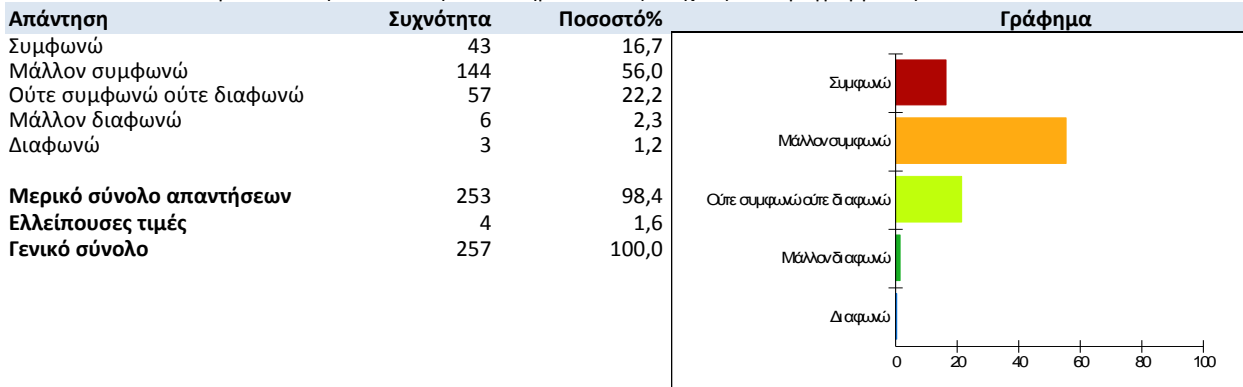 Απάντηση Συχνότητα Ποσοστό% Γράφημα
Συμφωνώ 43 16,7
Μάλλον συμφωνώ 144 56,0
Ούτε συμφωνώ ούτε διαφωνώ 57 22,2
Μάλλον διαφωνώ 6 2,3
Διαφωνώ 3 1,2
Μερικό σύνολο απαντήσεων 253 98,4
Ελλείπουσες τιμές 4 1,6
Γενικό σύνολο 257 100,0
Συμφωνώ
Μάλλον συμφωνώ
Ούτε συμφωνώ ούτε διαφωνώ
Μάλλον διαφωνώ
Διαφωνώ
0 20 40 60 80 100